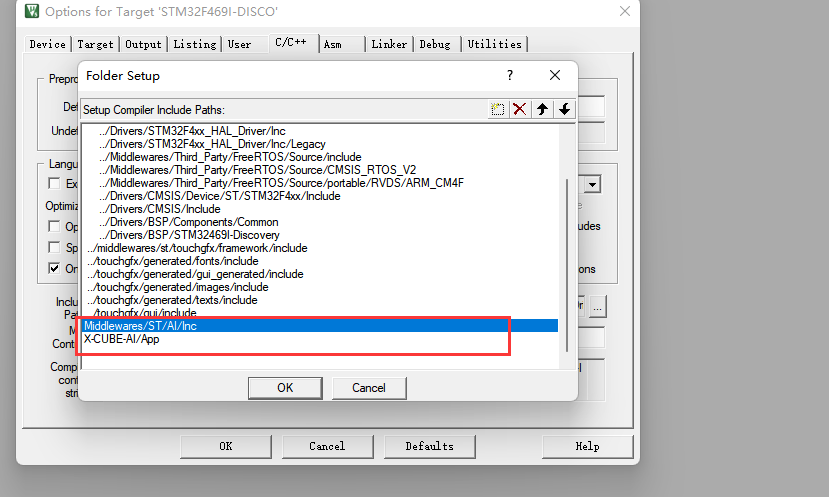 Options for Target 'STM32F469I-DISCO'
Device Target Output Listing User C/C++ Asm Linker Debug Utilities
Folder Setup
?
Setup Compiler Include Paths:
../Drivers/STM32F4xx_HAL_Driver/Inc
../Drivers/STM32F4xx_HAL_Driver/Inc/Legacy
../Middlewares/Third_Party/FreeRTOS/Source/include
../Middlewares/Third_Party/FreeRTOS/Source/CMSIS_RTOS_V2
../Middlewares/Third_Party/FreeRTOS/Source/portable/RVDS/ARM_CM4F
../Drivers/CMSIS/Device/ST/STM32F4xx/Include
../Drivers/CMSIS/Include
../Drivers/BSP/Components/Common
../Drivers/BSP/STM32469I-Discovery
../middlewares/st/touchgfx/framework/include
../touchgfx/generated/fonts/include
../touchgfx/generated/gui_generated/include
../touchgfx/generated/images/include
../touchgfx/generated/texts/include
../touchgfx/gui/include
Middlewares/ST/AI/Inc
X-CUBE-AI/App
OK Cancel
Prepro
Def
Undef
Langu
Ex
Optimiz
Op
Sp
On
Inclu
Pat
M
Contr
Comp
cont
stri
e
udes
ons
...
OK Cancel Defaults Help